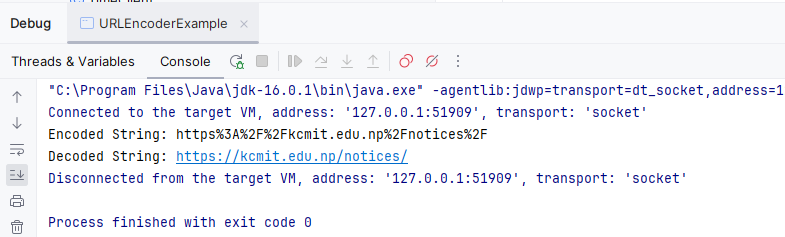 Debug URLEncoderExample
Threads & Variables Console
"C:\Program Files\Java\jdk-16.0.1\bin\java.exe" -agentlib:jdwp=transport=dt_socket,address=1
Connected to the target VM, address: '127.0.0.1:51909', transport: 'socket'
Encoded String: https%3A%2F%2Fkcmit.edu.np%2Fnotices%2F
Decoded String: https://kcmit.edu.np/notices/
Disconnected from the target VM, address: '127.0.0.1:51909', transport: 'socket'
Process finished with exit code 0